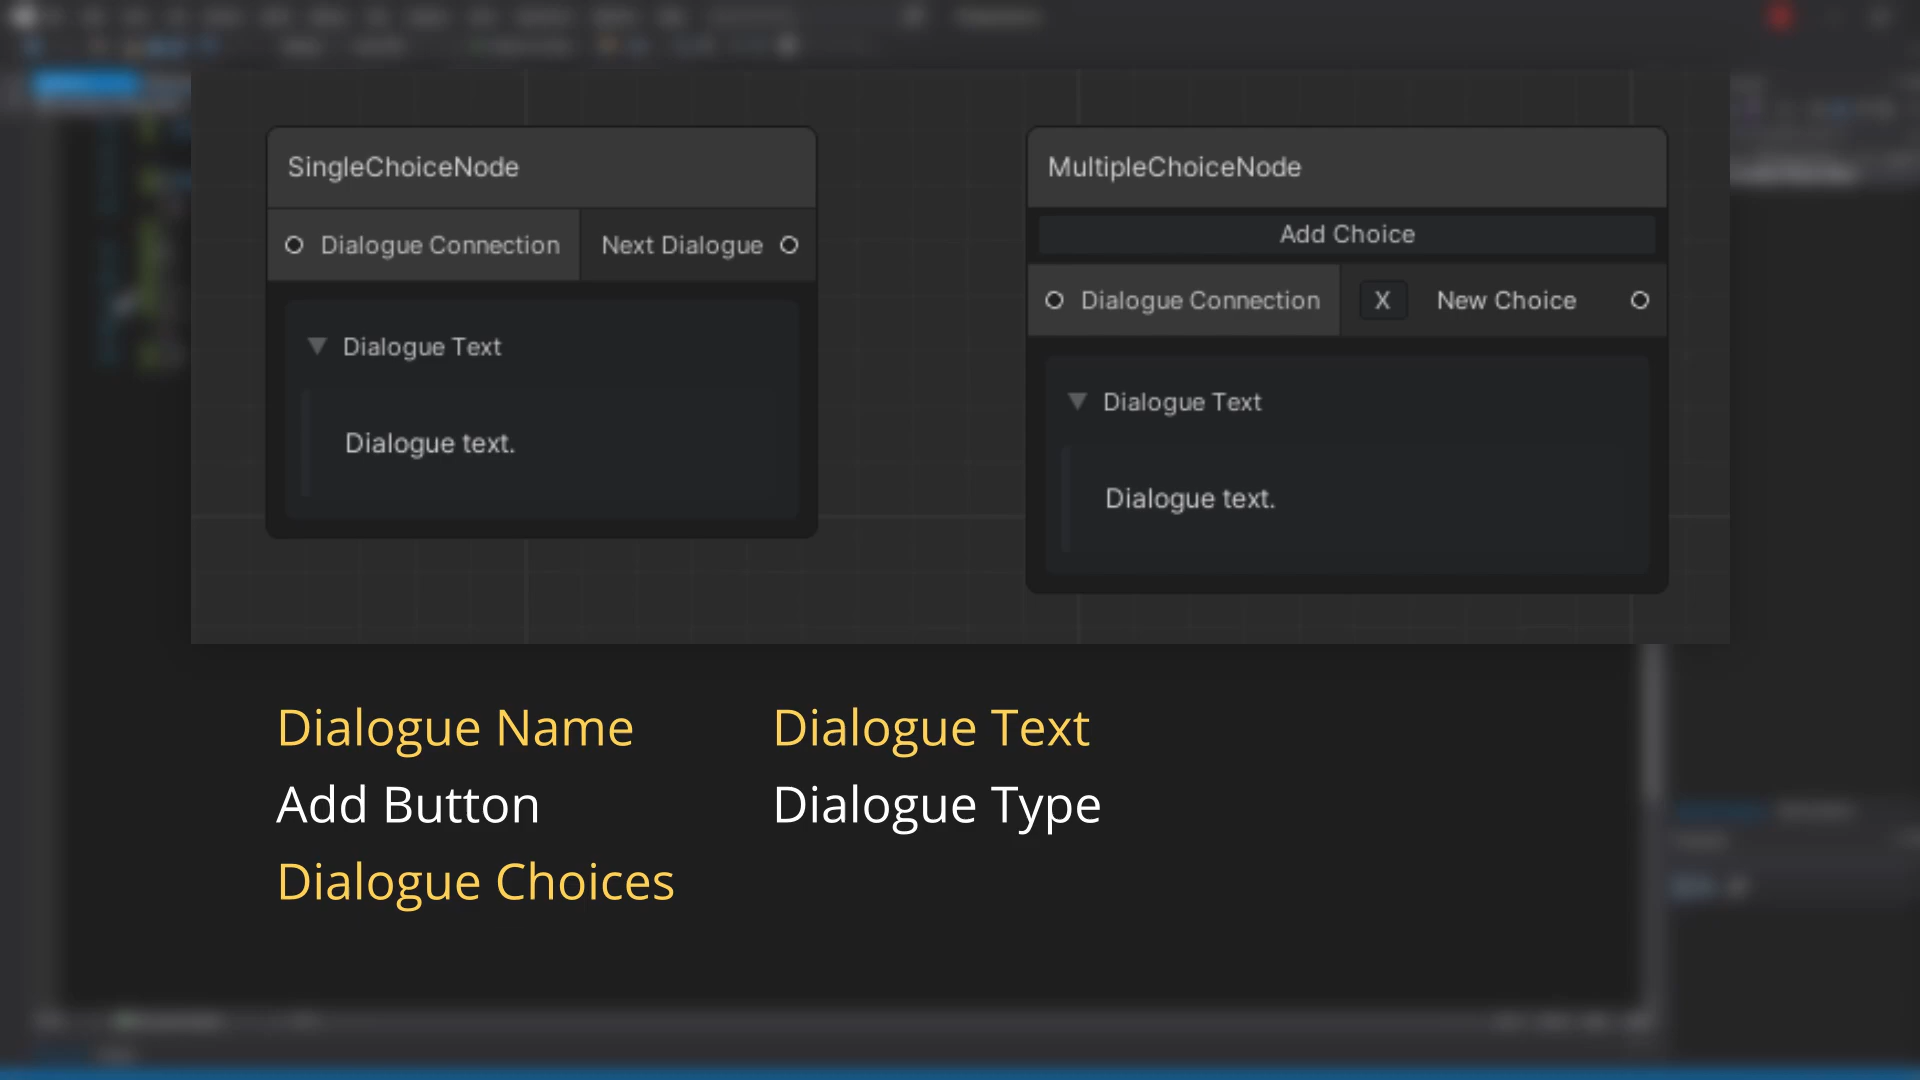 SingleChoiceNode
Dialogue Connection
Next Dialogue
Dialogue Text
Dialogue text.
MultipleChoiceNode
Add Choice
Dialogue Connection
X
New Choice
Dialogue Text
Dialogue text.
Dialogue Name
Add Button
Dialogue Choices
Dialogue Text
Dialogue Type